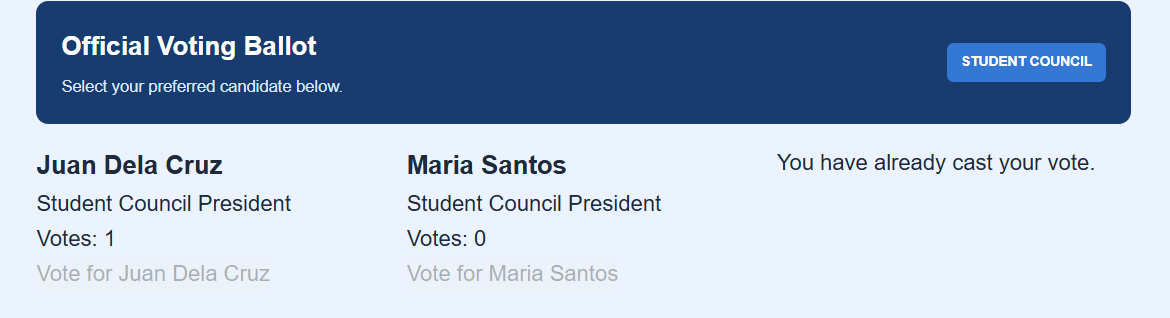 Official Voting Ballot
Select your preferred candidate below.
STUDENT COUNCIL
Juan Dela Cruz
Student Council President
Votes: 1
Vote for Juan Dela Cruz
Maria Santos
Student Council President
Votes: 0
Vote for Maria Santos
You have already cast your vote.